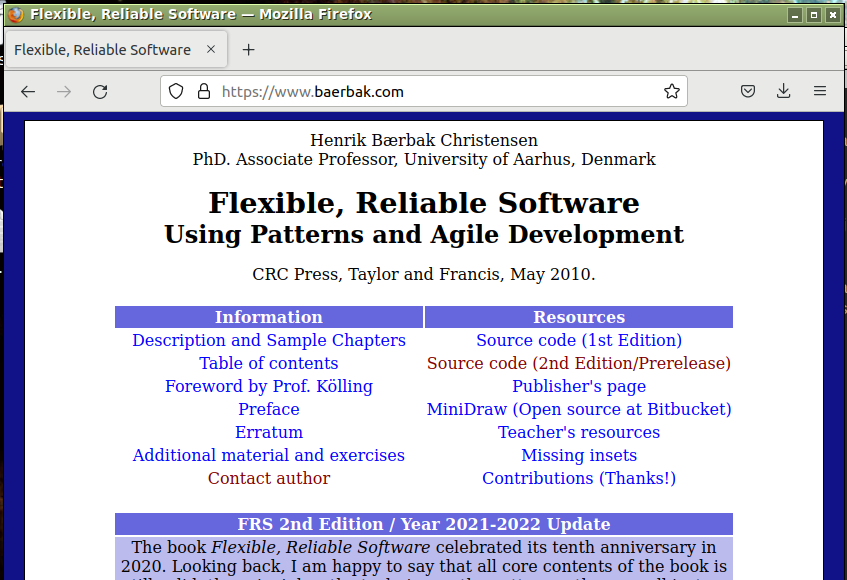 Flexible, Reliable Software — Mozilla Firefox
Flexible, Reliable Software
https://www.baerbak.com
Henrik Bærbak Christensen
PhD. Associate Professor, University of Aarhus, Denmark
Flexible, Reliable Software
Using Patterns and Agile Development
CRC Press, Taylor and Francis, May 2010.
Information
Resources
Description and Sample Chapters
Source code (1st Edition)
Table of contents
Source code (2nd Edition/Prerelease)
Foreword by Prof. Kölling
Publisher's page
Preface
MiniDraw (Open source at Bitbucket)
Erratum
Teacher's resources
Additional material and exercises
Missing insets
Contact author
Contributions (Thanks!)
FRS 2nd Edition / Year 2021-2022 Update
The book Flexible, Reliable Software celebrated its tenth anniversary in
2020. Looking back, I am happy to say that all core contents of the book is